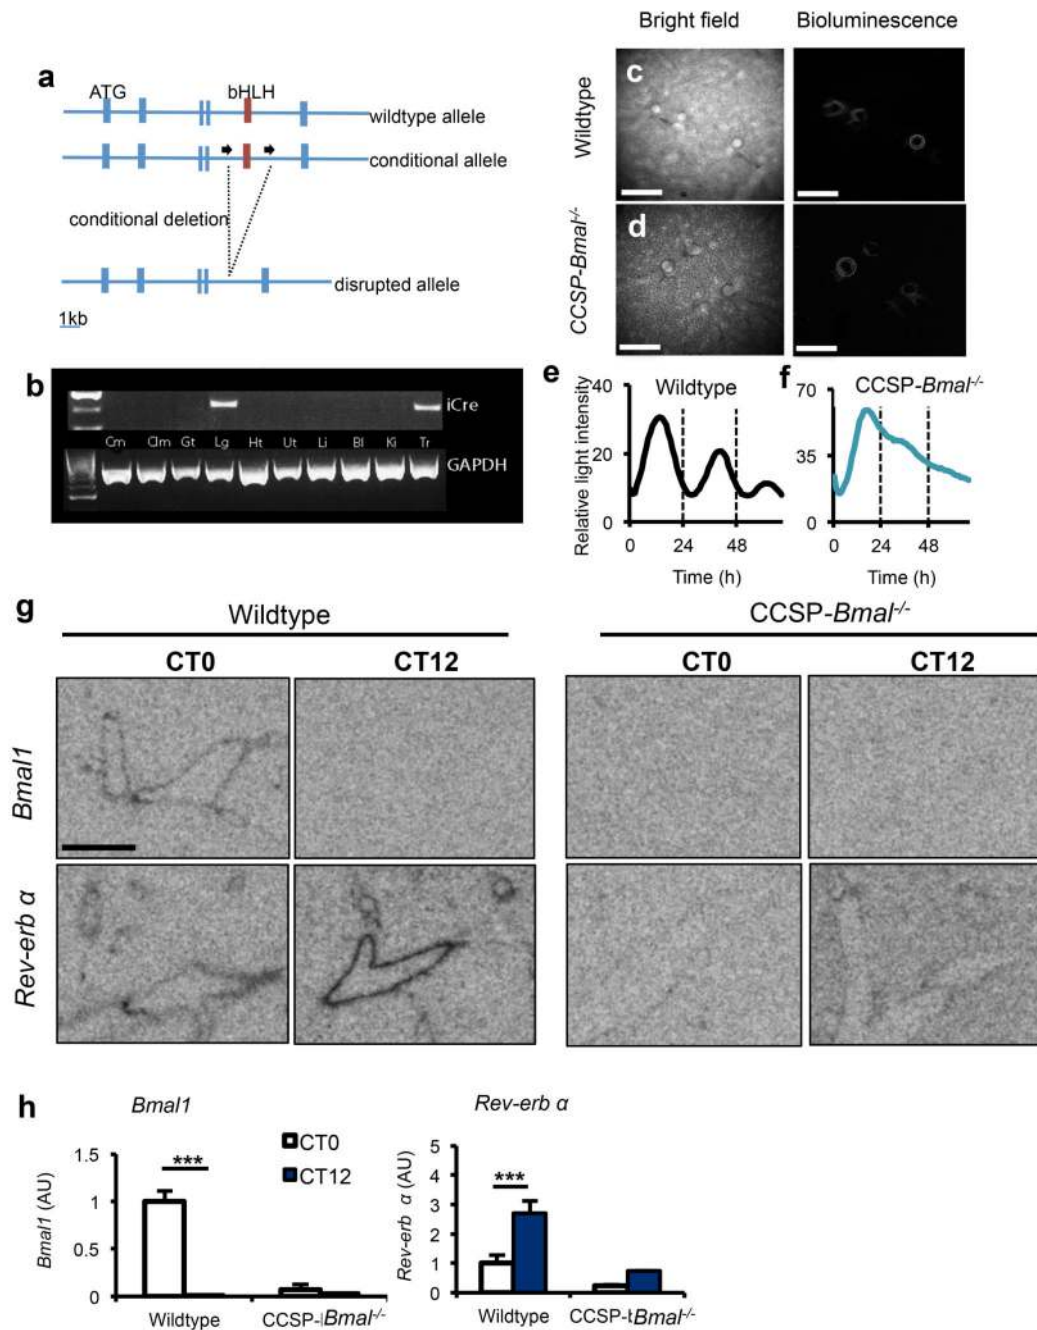 Bright field Bioluminescence
a
ATG bHLH
wildtype allele
conditional allele
conditional deletion
disrupted allele
1kb
Wildtype
c
CCSP-Bmal-/-
d
b
iCre
Cm Clm Gt Lg Ht Ut Li Bl Ki Tr
GAPDH
e
Wildtype
Relative light intensity
40
20
0
0 24 48
Time (h)
f
CCSP-Bmal-/-
70
35
0
0 24 48
Time (h)
g
Wildtype CCSP-Bmal-/-
CT0 CT12 CT0 CT12
Bmal1
Rev-erb α
h
Bmal1
Bmal1 (AU)
1.5
1
0.5
0
***
CT0
CT12
Wildtype CCSP-Bmal-/-
Rev-erb α
Rev-erb α (AU)
5
4
3
2
1
0
***
Wildtype CCSP-tBmal-/-